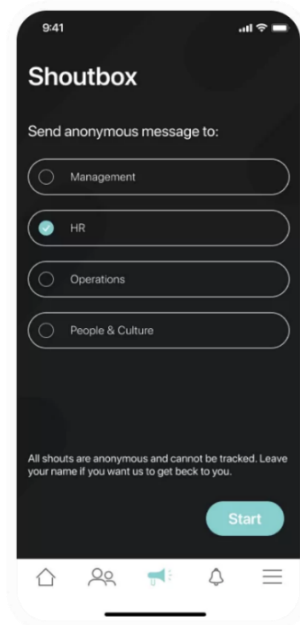 9:41
Shoutbox
Send anonymous message to:
Management
HR
Operations
People & Culture
All shouts are anonymous and cannot be tracked. Leave
your name if you want us to get beck to you.
Start